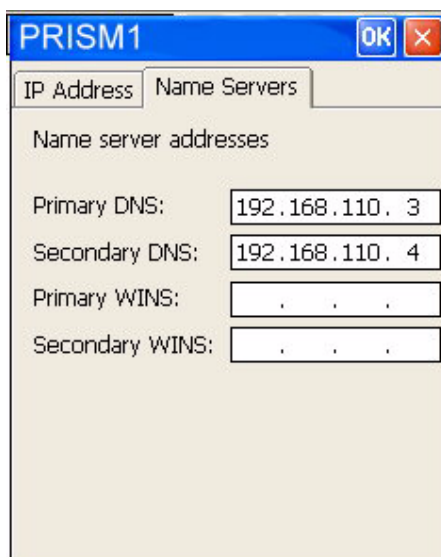 PRISM1 OK
IP Address Name Servers
Name server addresses
Primary DNS: 192.168.110. 3
Secondary DNS: 192.168.110. 4
Primary WINS: . . .
Secondary WINS: . . .